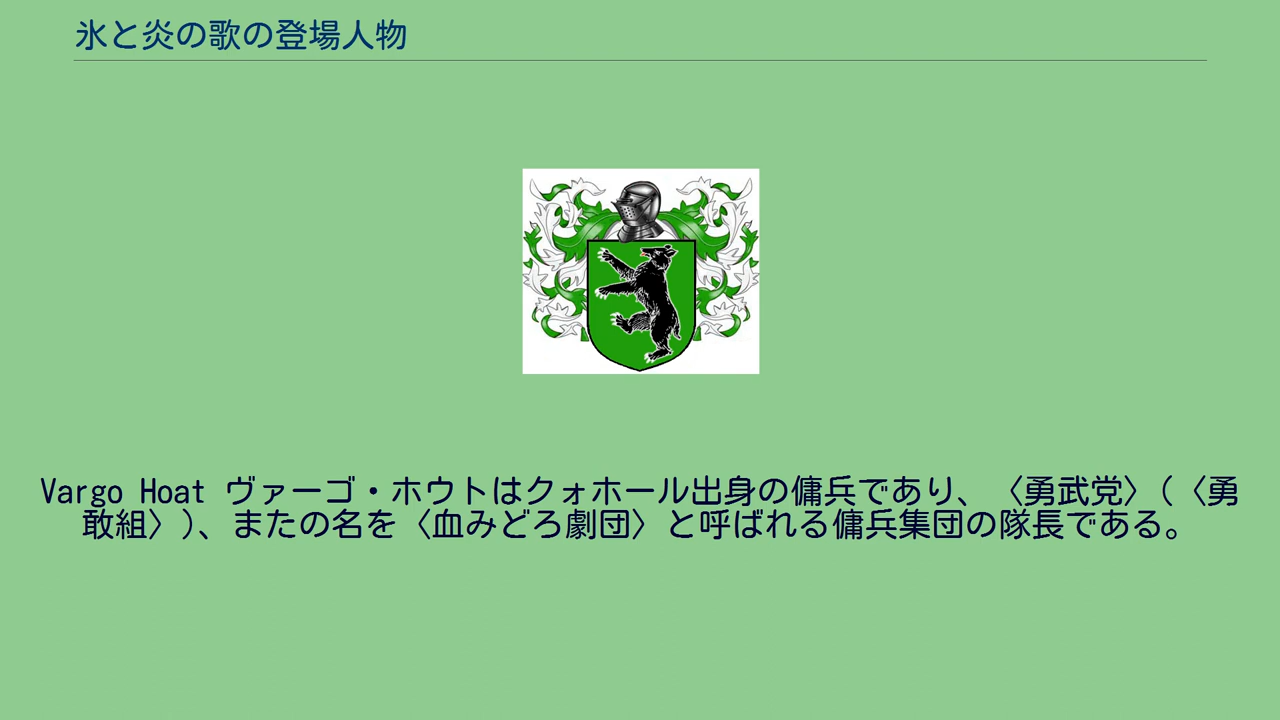 氷と炎の歌の登場人物
Vargo Hoat ヴァーゴ・ホウトはクォホール出身の傭兵であり、〈勇武党〉(〈勇
敢組〉)、またの名を〈血みどろ劇団〉と呼ばれる傭兵集団の隊長である。